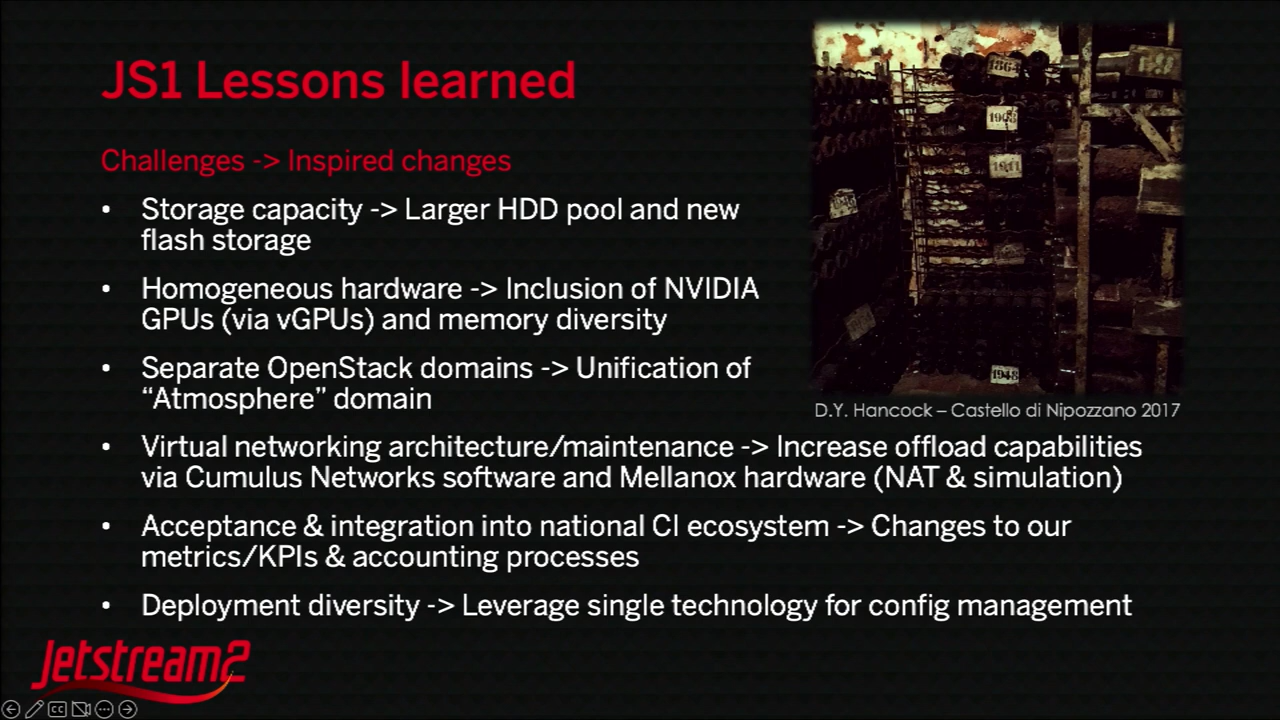 JS1 Lessons learned
Challenges -> Inspired changes
• Storage capacity -> Larger HDD pool and new
flash storage
• Homogeneous hardware -> Inclusion of NVIDIA
GPUs (via vGPUs) and memory diversity
• Separate OpenStack domains -> Unification of
“Atmosphere” domain
1864
1911
1948
D.Y. Hancock – Castello di Nipozzano 2017
• Virtual networking architecture/maintenance -> Increase offload capabilities
via Cumulus Networks software and Mellanox hardware (NAT & simulation)
• Acceptance & integration into national CI ecosystem -> Changes to our
metrics/KPIs & accounting processes
• Deployment diversity -> Leverage single technology for config management
Jetstream2
CC